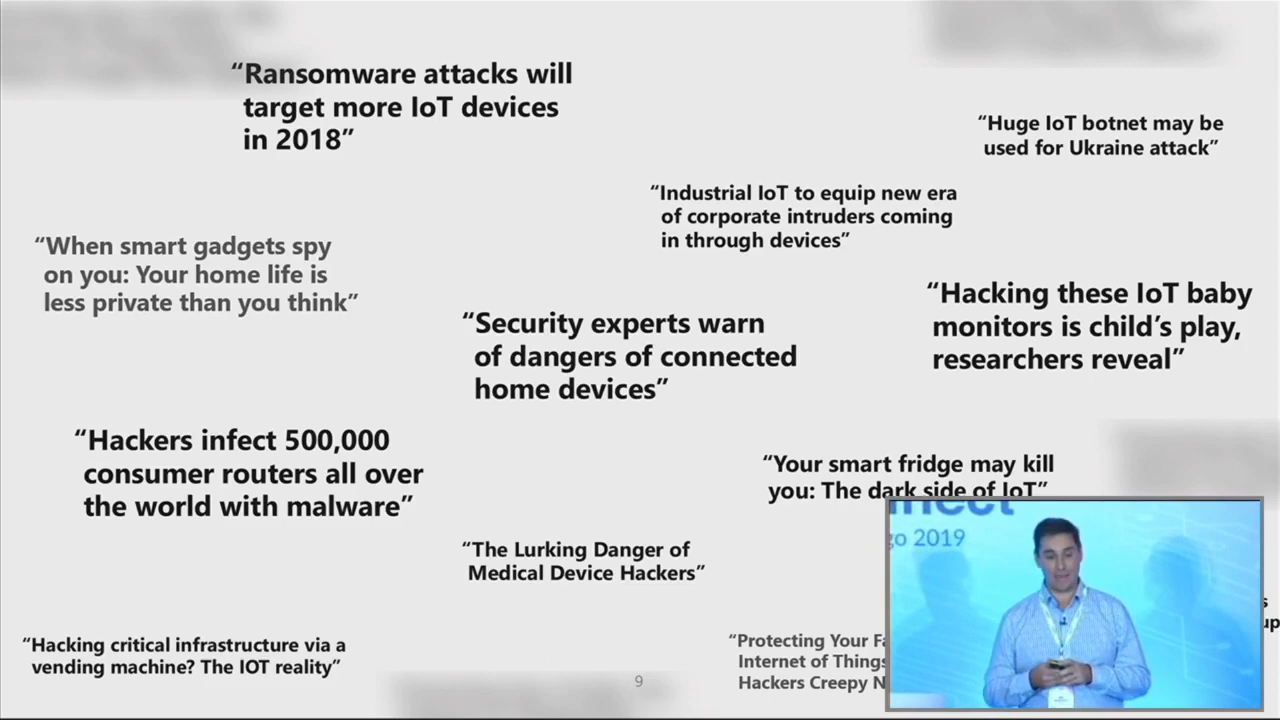 “Ransomware attacks will
target more IoT devices
in 2018”
“Huge IoT botnet may be
used for Ukraine attack”
“Industrial IoT to equip new era
of corporate intruders coming
in through devices”
“When smart gadgets spy
on you: Your home life is
less private than you think”
“Hacking these IoT baby
monitors is child’s play,
researchers reveal”
“Security experts warn
of dangers of connected
home devices”
“Hackers infect 500,000
consumer routers all over
the world with malware”
“Your smart fridge may kill
you: The dark side of IoT”
2019
“The Lurking Danger of
Medical Device Hackers”
“Hacking critical infrastructure via a
vending machine? The IOT reality”
“Protecting Your
Internet of Things
Hackers Creepy
9